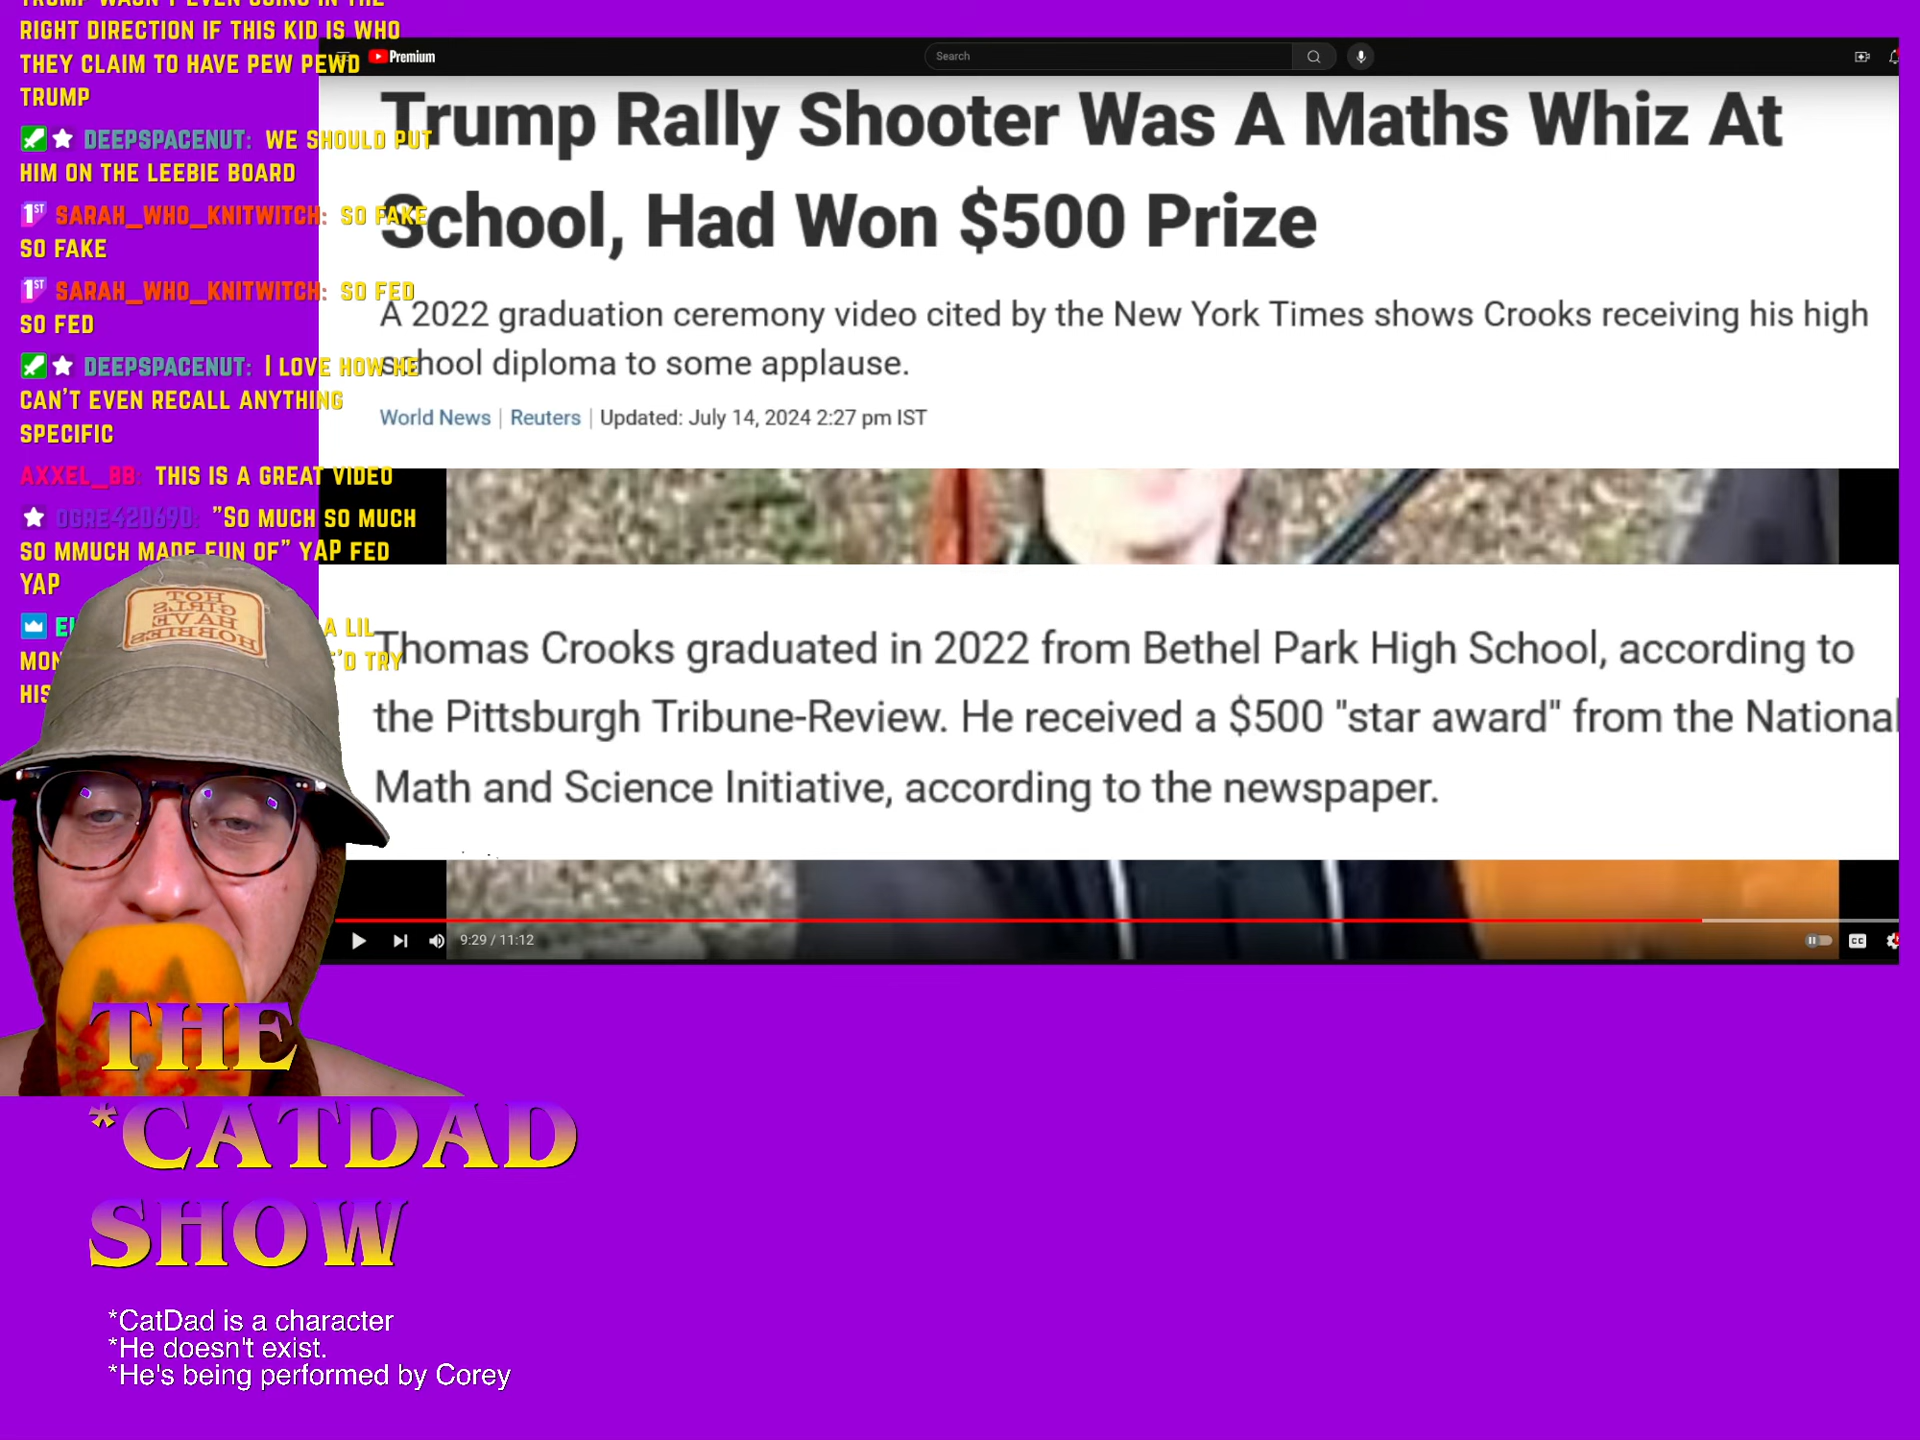 RIGHT DIRECTION IF THIS KID IS WHO
THEY CLAIM TO HAVE PEW PEWD
TRUMP
DEEPSPACENUT: WE SHOULD PUT
HIM ON THE LEEBIE BOARD
1ST SARAH_WHO_KNITWITCH: SO FAKE
SO FAKE
1ST SARAH_WHO_KNITWITCH: SO FED
SO FED
DEEPSPACENUT: I LOVE HOW HE
CAN'T EVEN RECALL ANYTHING
SPECIFIC
AXXEL_BB: THIS IS A GREAT VIDEO
OGRE420690: "SO MUCH SO MUCH
SO MMUCH MADE FUN OF" YAP FED
YAP
A LIL
'D TRY
HIS
Premium
Search
Trump Rally Shooter Was A Maths Whiz At
School, Had Won $500 Prize
A 2022 graduation ceremony video cited by the New York Times shows Crooks receiving his high
school diploma to some applause.
World News | Reuters | Updated: July 14, 2024 2:27 pm IST
Thomas Crooks graduated in 2022 from Bethel Park High School, according to
the Pittsburgh Tribune-Review. He received a $500 "star award" from the National
Math and Science Initiative, according to the newspaper.
9:29 / 11:12
CC
HOT
GIRLS
HAVE
HOBBIES
THE
*CATDAD
SHOW
*CatDad is a character
*He doesn't exist.
*He's being performed by Corey